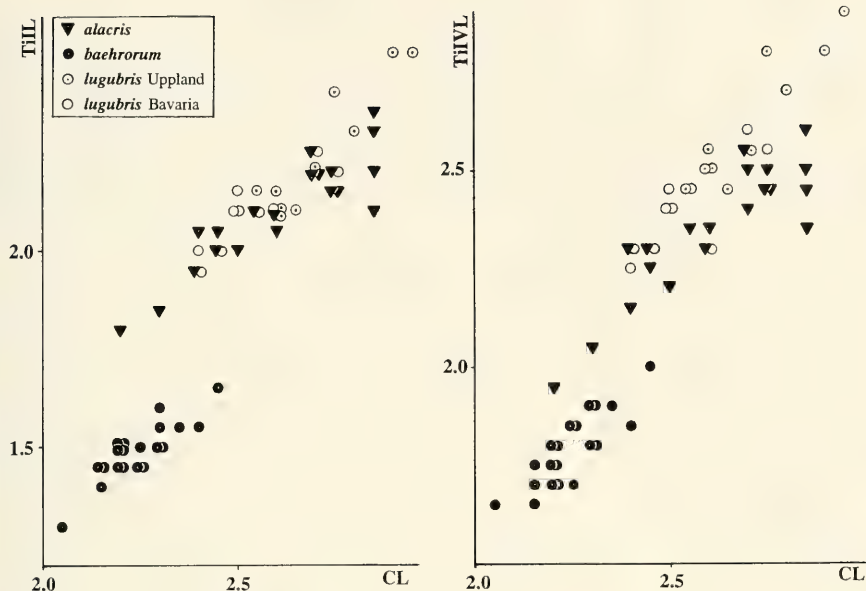 TiIL
▼ alacris
● baehrorum
⊙ lugubris Uppland
○ lugubris Bavaria
2.0
1.5
2.0
2.5
CL
TiIVL
2.5
2.0
2.0
2.5
CL